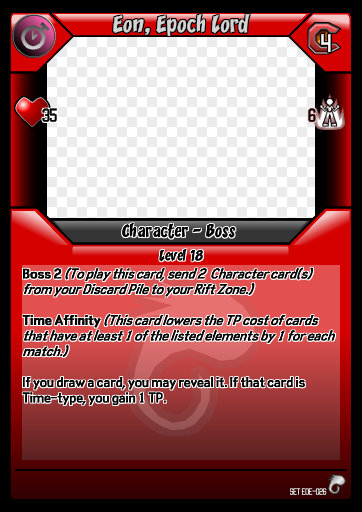 Eon, Epoch Lord
4
35
6
Character - Boss
Level 18
Boss 2 (To play this card, send 2 Character card(s)
from your Discard Pile to your Rift Zone.)
Time Affinity (This card lowers the TP cost of cards
that have at least 1 of the listed elements by 1 for each
match.)
If you draw a card, you may reveal it. If that card is
Time-type, you gain 1 TP.
SET EOE-026